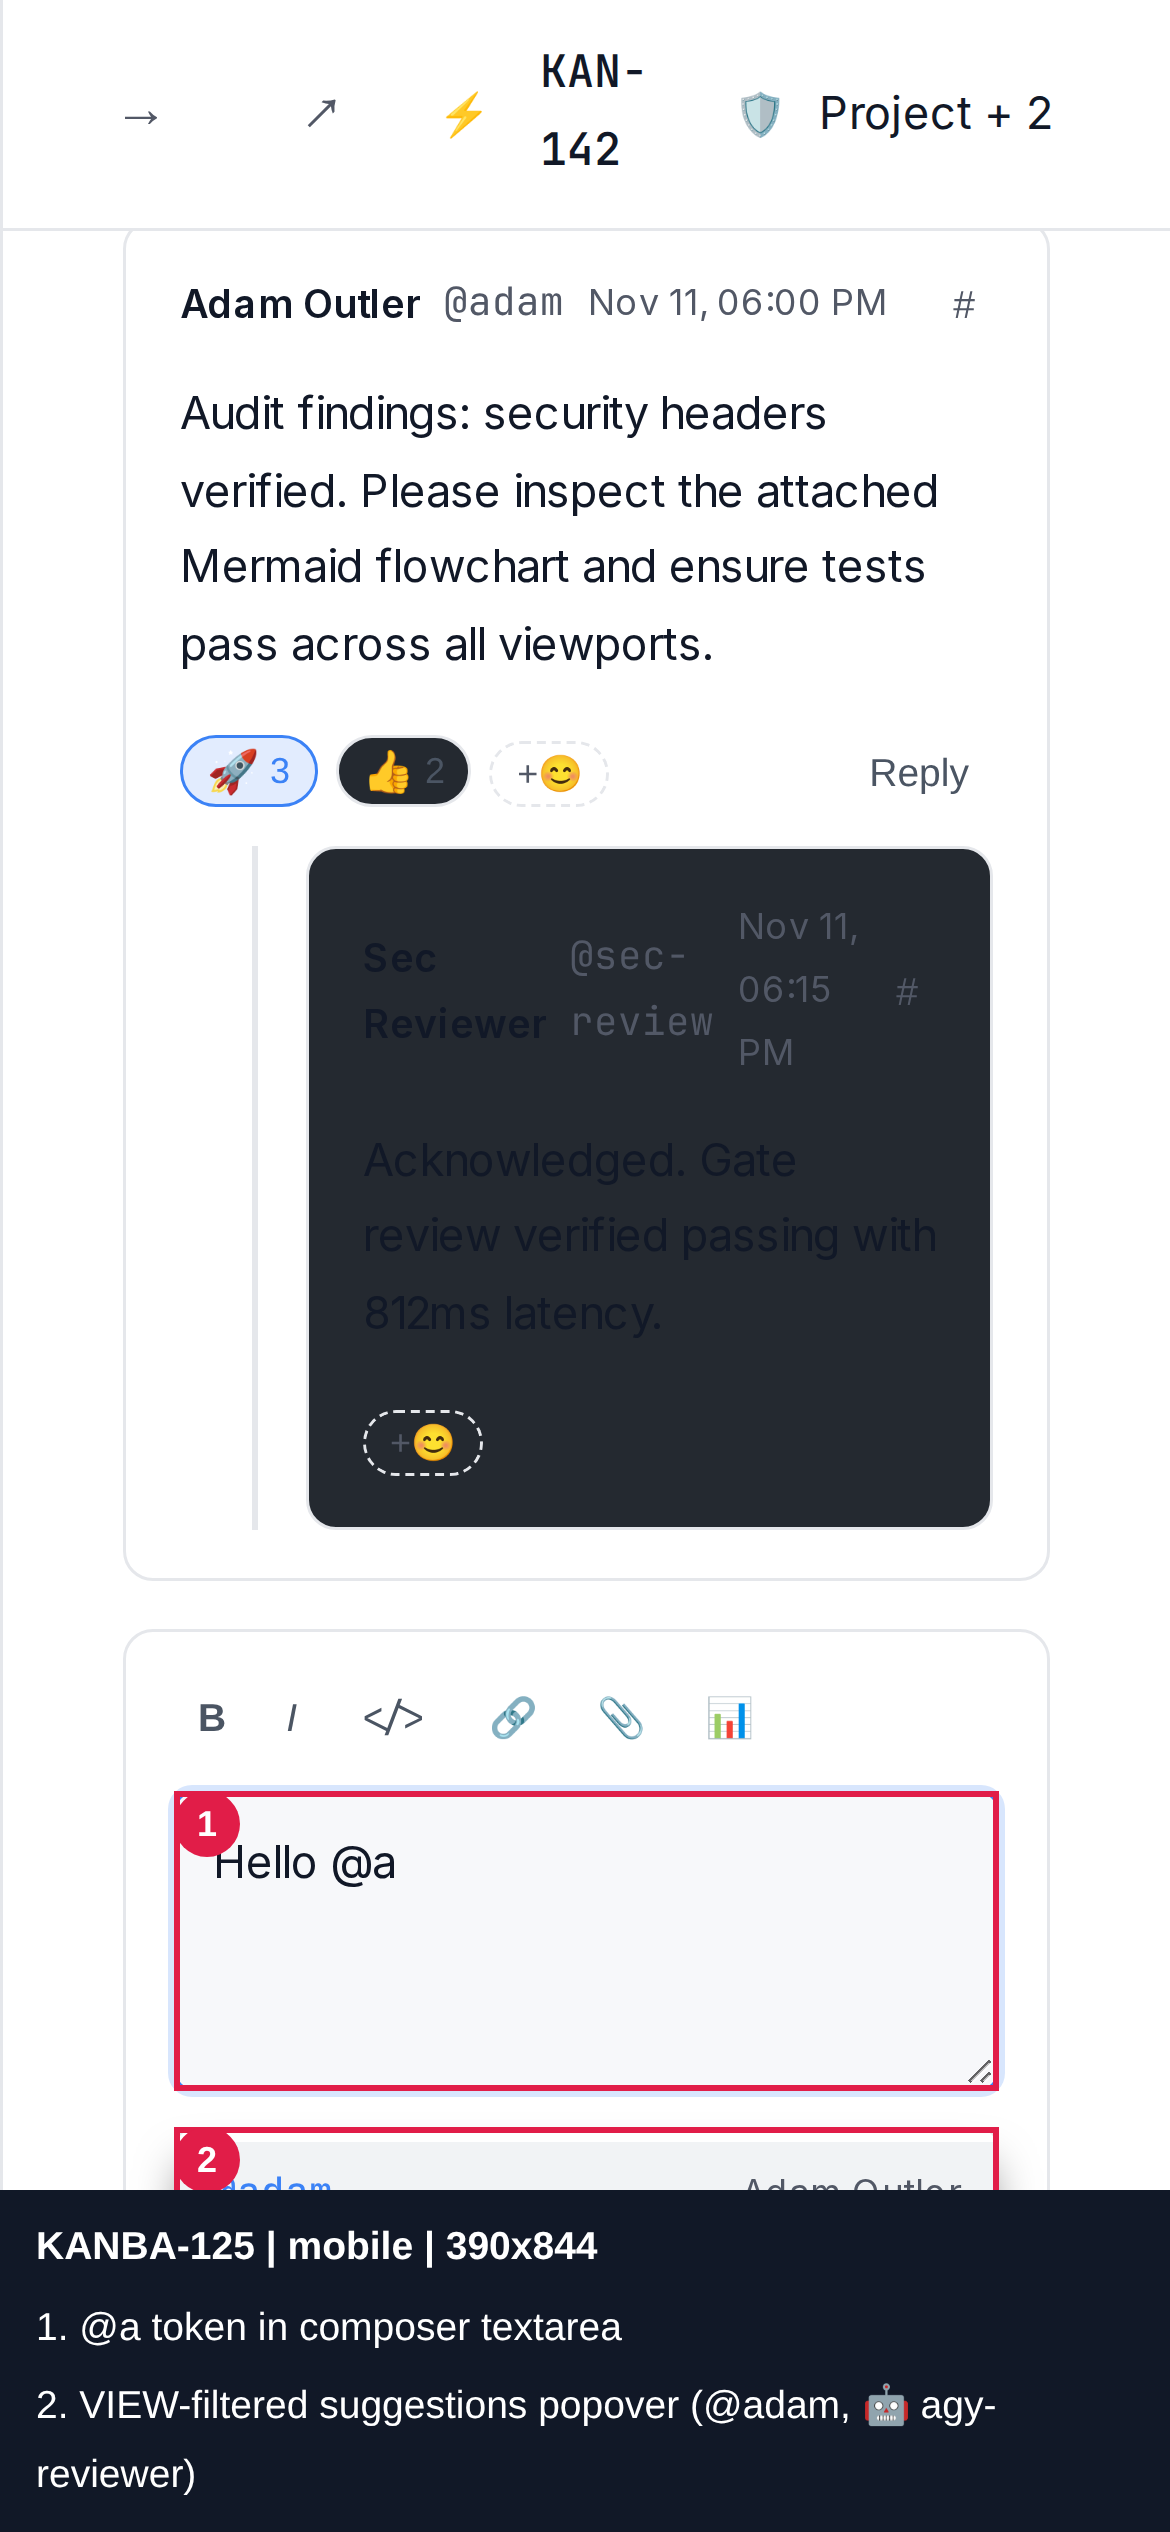 → ↗ ⚡ KAN-
142
🛡️ Project + 2
Adam Outler @adam Nov 11, 06:00 PM #
Audit findings: security headers
verified. Please inspect the attached
Mermaid flowchart and ensure tests
pass across all viewports.
🚀 3 👍 2 +😊 Reply
Sec
Reviewer
@sec-
review
Nov 11,
06:15
PM
#
Acknowledged. Gate
review verified passing with
812ms latency.
+😊
B I </> 🔗 📎 📊
1
Hello @a
2
@adam Adam Outler
KANBA-125 | mobile | 390x844
1. @a token in composer textarea
2. VIEW-filtered suggestions popover (@adam, 🤖 agy-
reviewer)